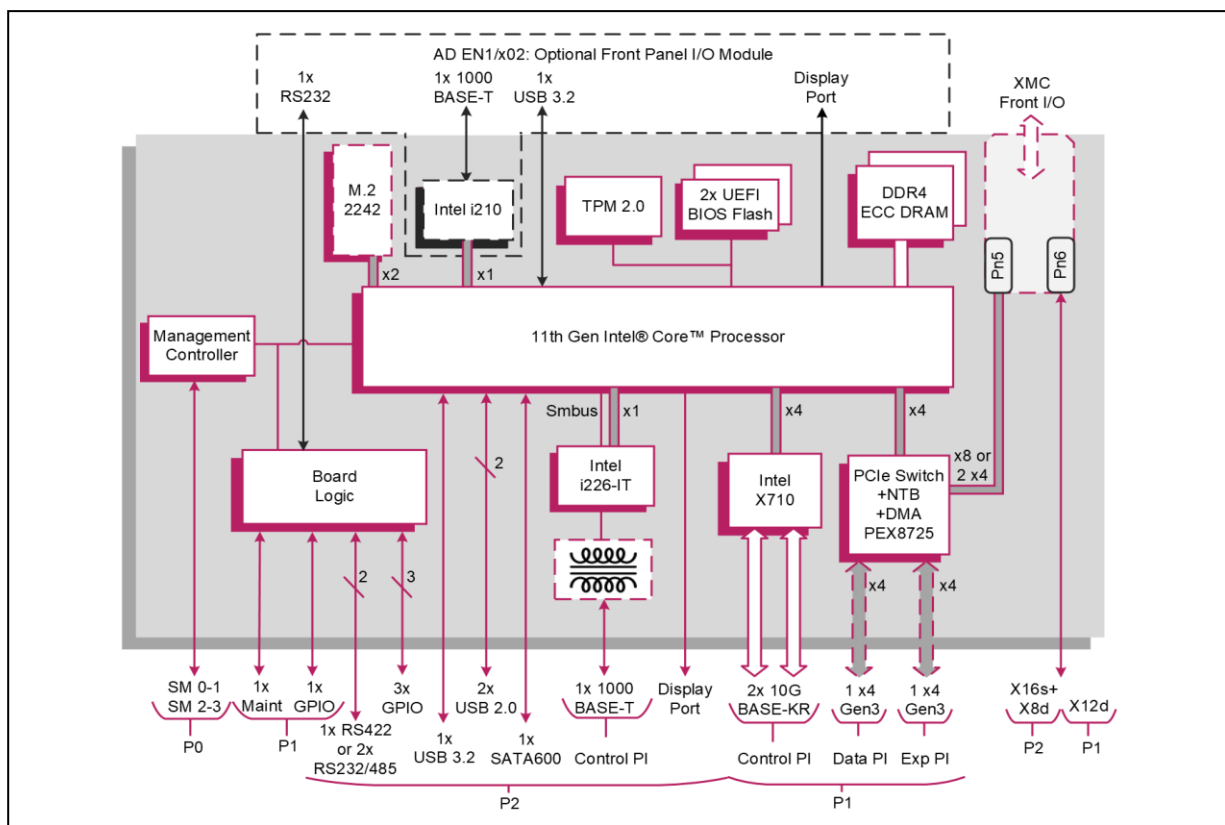 AD EN1/x02: Optional Front Panel I/O Module
1x
RS232
1x 1000
BASE-T
1x
USB 3.2
Display
Port
XMC
Front I/O
M.2
2242
Intel i210
TPM 2.0
2x UEFI
BIOS Flash
DDR4
ECC DRAM
Pn5
Pn6
x2
x1
Management
Controller
11th Gen Intel® Core™ Processor
Smbus
x1
x4
x4
2
Board
Logic
Intel
i226-IT
Intel
X710
PCIe Switch
+NTB
+DMA
PEX8725
x8 or
2 x4
2
3
x4
x4
SM 0-1
SM 2-3
1x
Maint
1x
GPIO
1x RS422
or 2x
RS232/485
3x
GPIO
1x
USB 3.2
2x
USB 2.0
1x
SATA600
1x 1000
BASE-T
Display
Port
2x 10G
BASE-KR
1 x4
Gen3
1 x4
Gen3
X16s+
X8d
X12d
P0
P1
Control PI
Control PI
Data PI
Exp PI
P2
P1
P2
P1